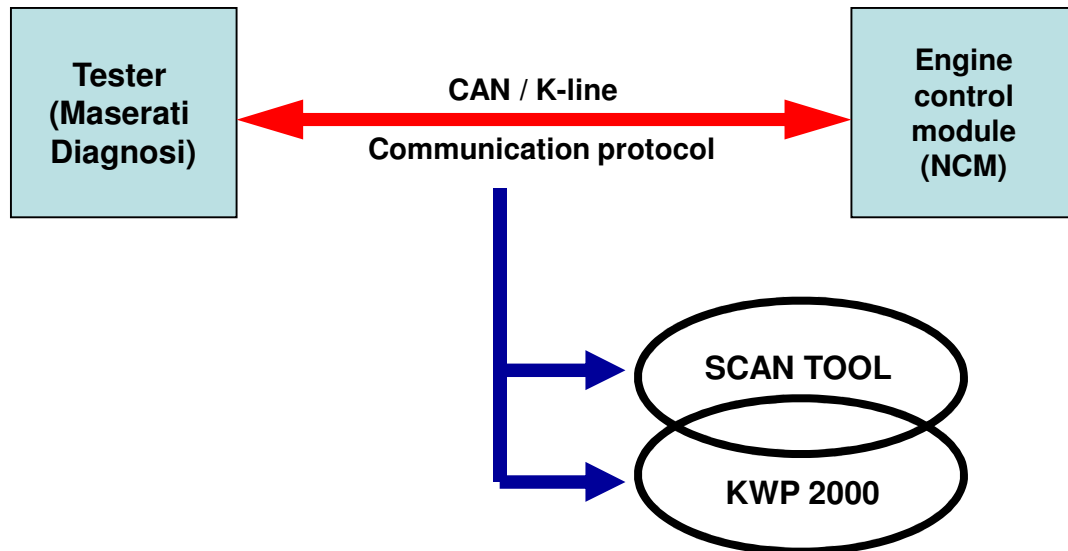 Tester
(Maserati
Diagnosi)
CAN / K-line
Communication protocol
Engine
control
module
(NCM)
SCAN TOOL
KWP 2000